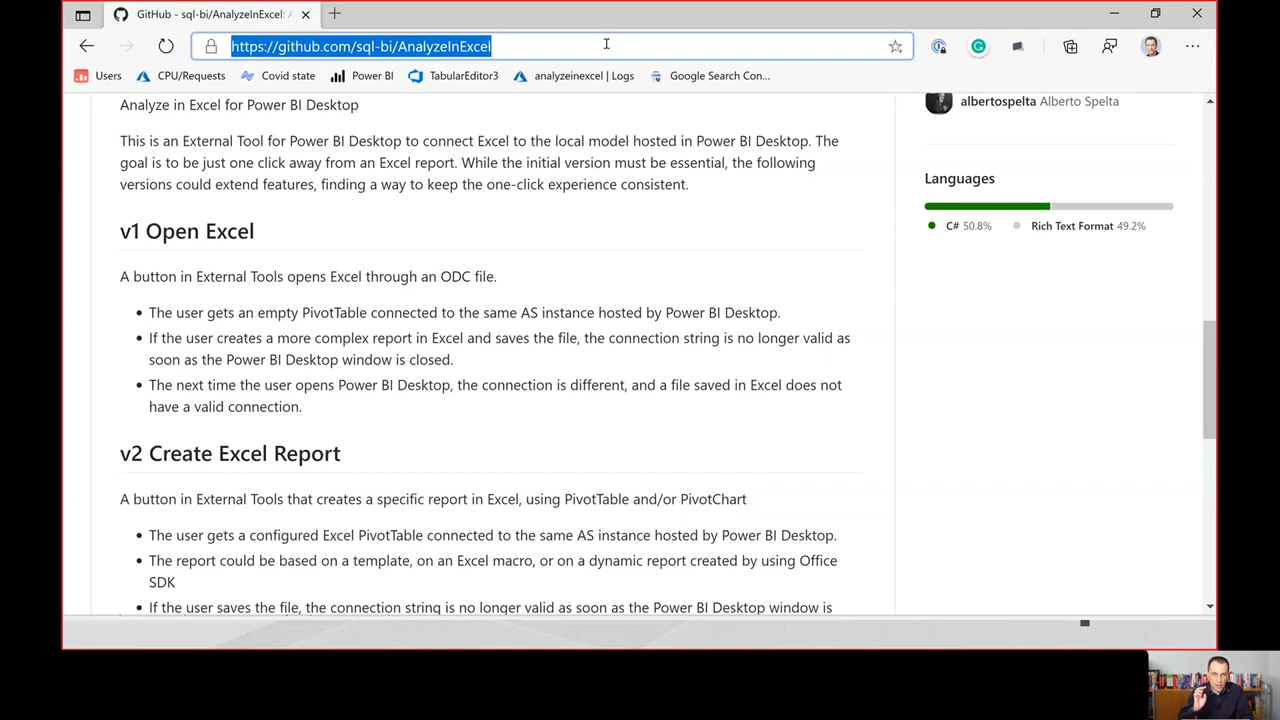 GitHub - sql-bi/AnalyzeInExcel: A
https://github.com/sql-bi/AnalyzeInExcel
Users
CPU/Requests
Covid state
Power BI
TabularEditor3
analyzeinexcel | Logs
Google Search Con...
Analyze in Excel for Power BI Desktop
This is an External Tool for Power BI Desktop to connect Excel to the local model hosted in Power BI Desktop. The
goal is to be just one click away from an Excel report. While the initial version must be essential, the following
versions could extend features, finding a way to keep the one-click experience consistent.
v1 Open Excel
A button in External Tools opens Excel through an ODC file.
• The user gets an empty PivotTable connected to the same AS instance hosted by Power BI Desktop.
• If the user creates a more complex report in Excel and saves the file, the connection string is no longer valid as
soon as the Power BI Desktop window is closed.
• The next time the user opens Power BI Desktop, the connection is different, and a file saved in Excel does not
have a valid connection.
v2 Create Excel Report
A button in External Tools that creates a specific report in Excel, using PivotTable and/or PivotChart
• The user gets a configured Excel PivotTable connected to the same AS instance hosted by Power BI Desktop.
• The report could be based on a template, on an Excel macro, or on a dynamic report created by using Office
SDK
• If the user saves the file, the connection string is no longer valid as soon as the Power BI Desktop window is
albertospelta Alberto Spelta
Languages
C# 50.8%
Rich Text Format 49.2%